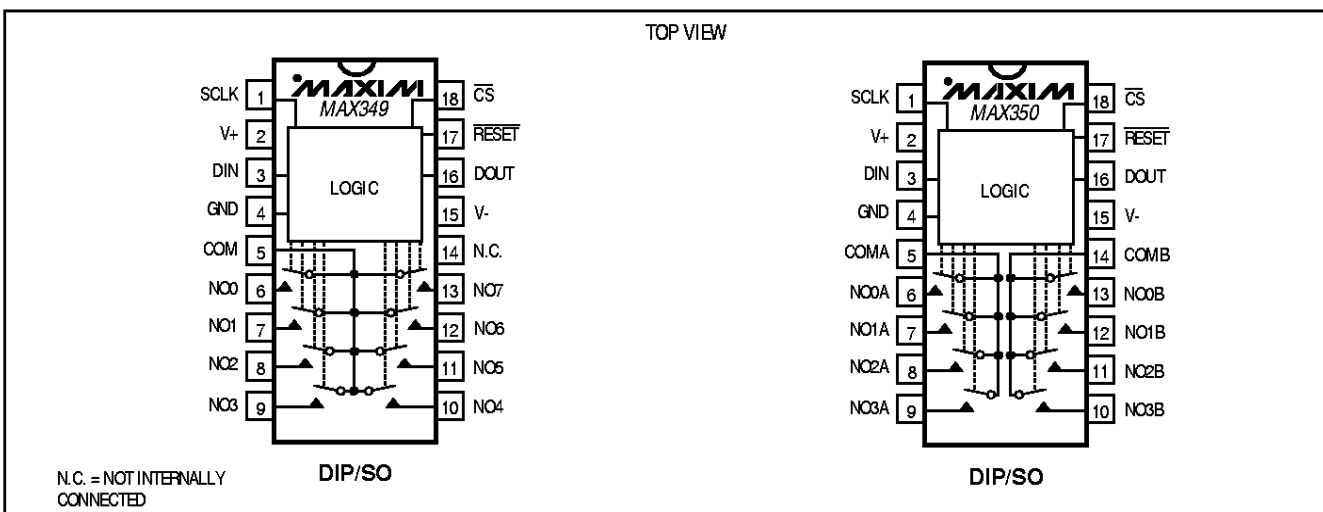 TOP VIEW
MAXIM
MAX349
SCLK 1
V+ 2
DIN 3
GND 4
COM 5
NO0 6
NO1 7
NO2 8
NO3 9
18 C̅S̅
17 R̅E̅S̅E̅T̅
16 DOUT
15 V-
14 N.C.
13 NO7
12 NO6
11 NO5
10 NO4
LOGIC
DIP/SO
N.C. = NOT INTERNALLY
CONNECTED
MAXIM
MAX350
SCLK 1
V+ 2
DIN 3
GND 4
COMA 5
NO0A 6
NO1A 7
NO2A 8
NO3A 9
18 C̅S̅
17 R̅E̅S̅E̅T̅
16 DOUT
15 V-
14 COMB
13 NO0B
12 NO1B
11 NO2B
10 NO3B
LOGIC
DIP/SO